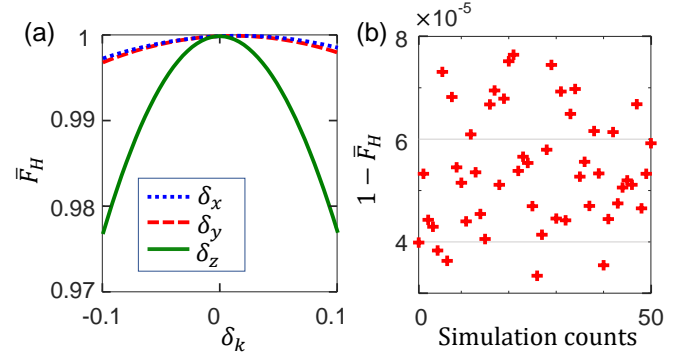 (a)
1
0.99
0.98
0.97
F̄_H
δ_x
δ_y
δ_z
-0.1 0 0.1
δ_k
(b)
×10⁻⁵
8
6
4
1 − F̄_H
0 50
Simulation counts